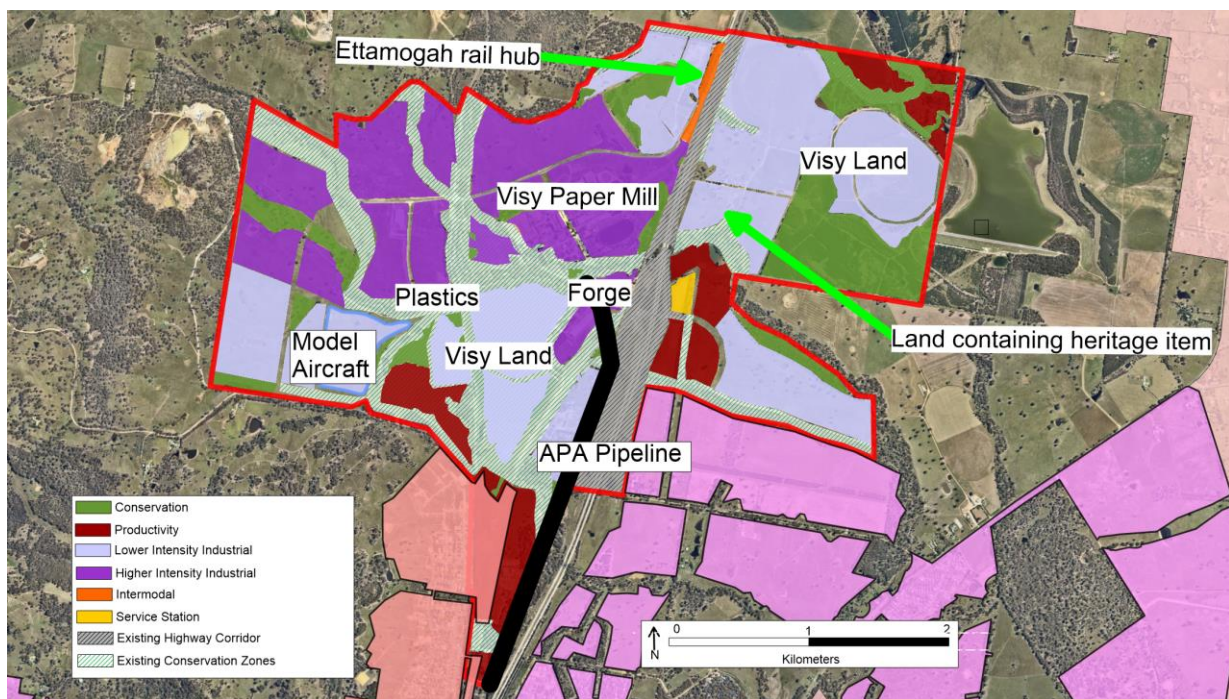 Ettamogah rail hub
Visy Land
Visy Paper Mill
Plastics
Forge
Model
Aircraft
Visy Land
Land containing heritage item
APA Pipeline
Conservation
Productivity
Lower Intensity Industrial
Higher Intensity Industrial
Intermodal
Service Station
Existing Highway Corridor
Existing Conservation Zones
N
0 1 2
Kilometers